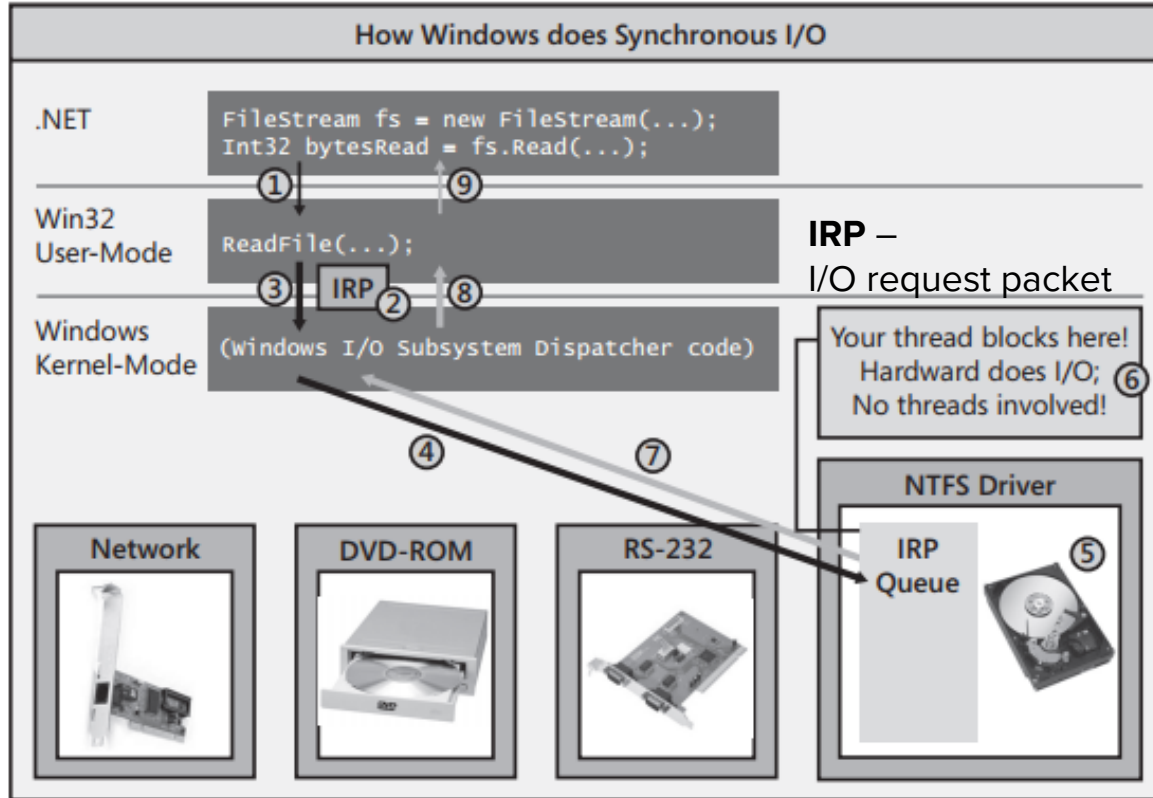 How Windows does Synchronous I/O
.NET
FileStream fs = new FileStream(...);
Int32 bytesRead = fs.Read(...);
1
9
Win32
User-Mode
ReadFile(...);
IRP –
I/O request packet
3
IRP
2
8
Windows
Kernel-Mode
(Windows I/O Subsystem Dispatcher code)
Your thread blocks here!
Hardward does I/O;
No threads involved!
6
4
7
NTFS Driver
IRP
Queue
5
Network
DVD-ROM
RS-232
DVD